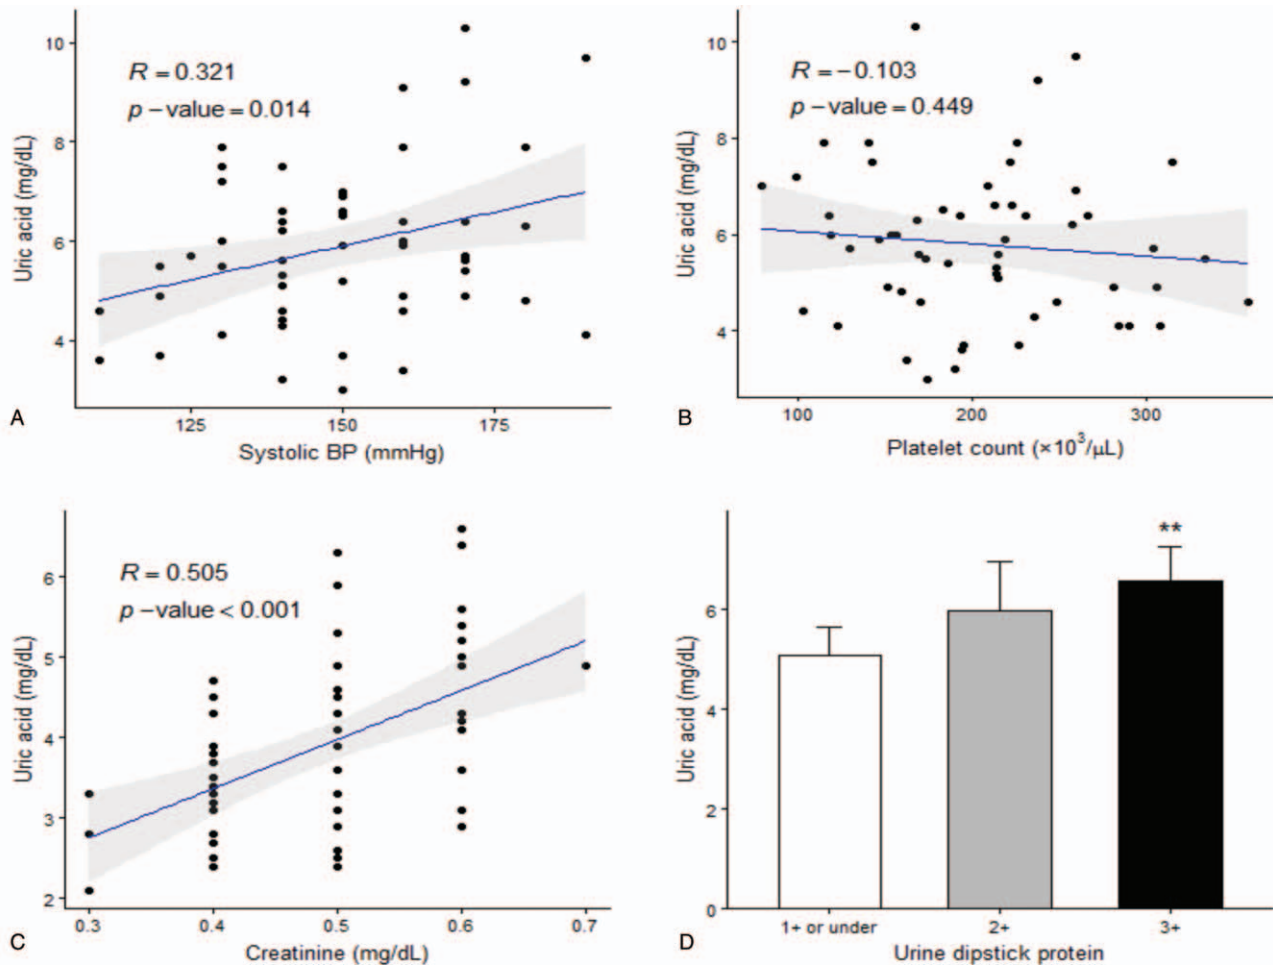 10
8
6
4
Uric acid (mg/dL)
R = 0.321
p −value = 0.014
125
150
175
Systolic BP (mmHg)
A
10
8
6
4
Uric acid (mg/dL)
R = −0.103
p −value = 0.449
100
200
300
Platelet count (×10³/μL)
B
6
5
4
3
2
Uric acid (mg/dL)
R = 0.505
p −value < 0.001
0.3
0.4
0.5
0.6
0.7
Creatinine (mg/dL)
C
6
4
2
0
Uric acid (mg/dL)
**
1+ or under
2+
3+
Urine dipstick protein
D